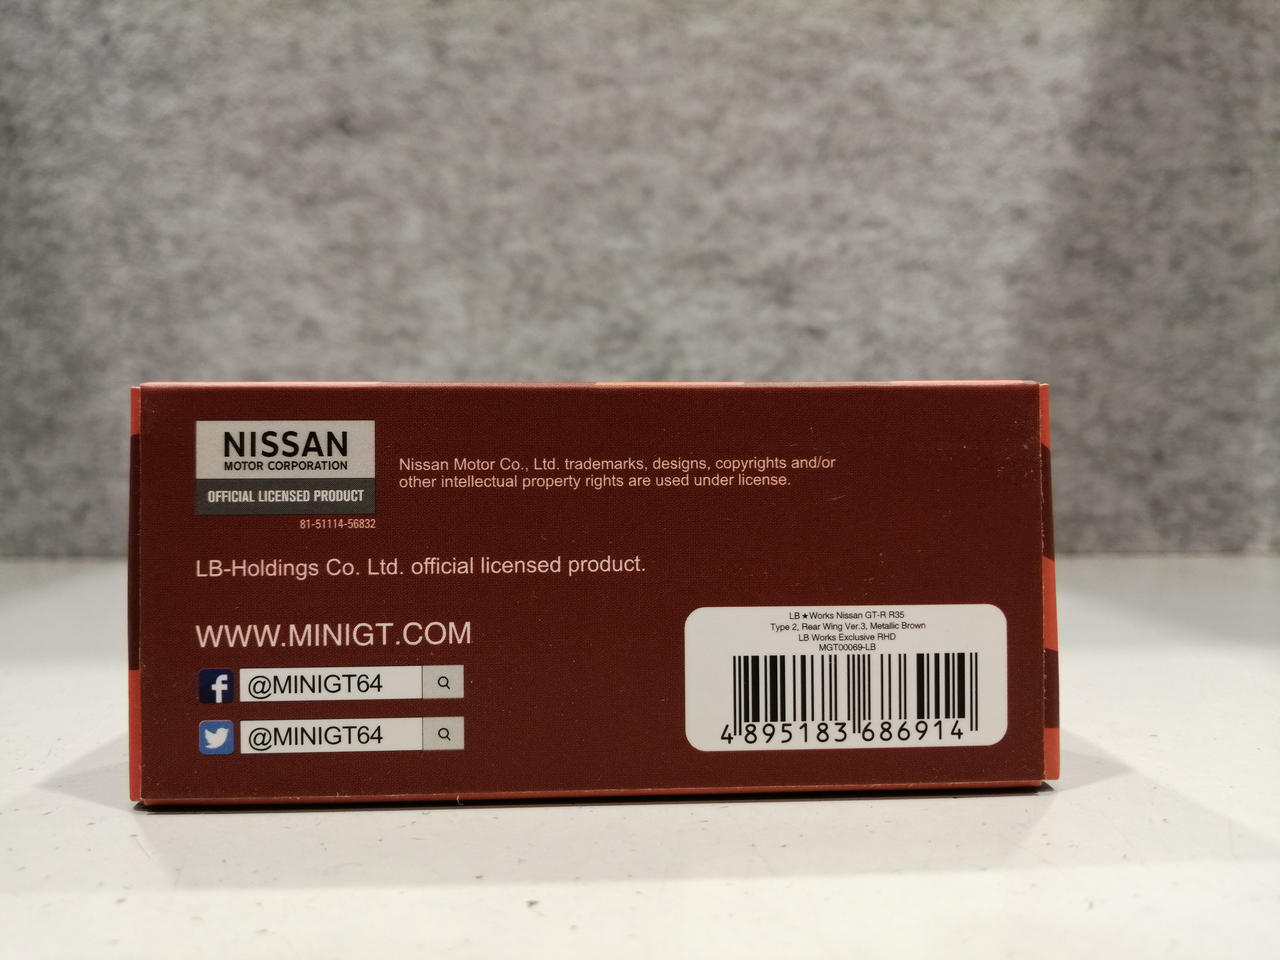 NISSAN
MOTOR CORPORATION
OFFICIAL LICENSED PRODUCT
81-51114-56832
Nissan Motor Co., Ltd. trademarks, designs, copyrights and/or
other intellectual property rights are used under license.
LB-Holdings Co. Ltd. official licensed product.
WWW.MINIGT.COM
@MINIGT64
@MINIGT64
LB★Works Nissan GT-R R35
Type 2, Rear Wing Ver.3, Metallic Brown
LB Works Exclusive RHD
MGT00069-LB
4 895183 686914